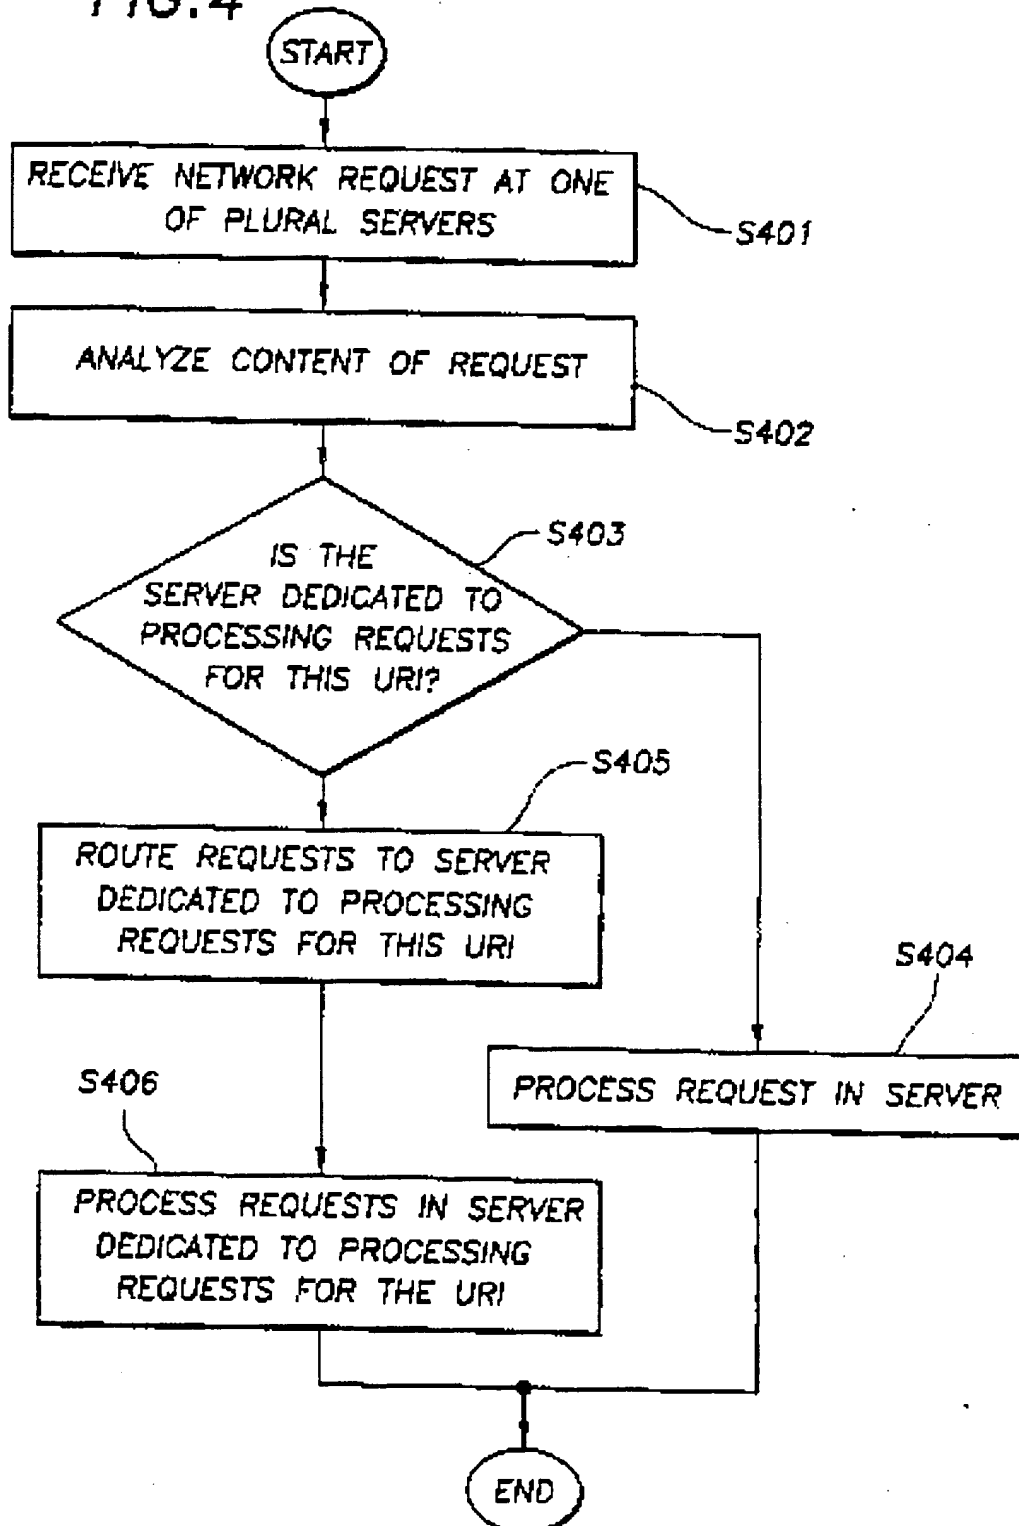 FIG.4
START
RECEIVE NETWORK REQUEST AT ONE
OF PLURAL SERVERS
S401
ANALYZE CONTENT OF REQUEST
S402
S403
IS THE
SERVER DEDICATED TO
PROCESSING REQUESTS
FOR THIS URI?
S405
ROUTE REQUESTS TO SERVER
DEDICATED TO PROCESSING
REQUESTS FOR THIS URI
S404
PROCESS REQUEST IN SERVER
S406
PROCESS REQUESTS IN SERVER
DEDICATED TO PROCESSING
REQUESTS FOR THE URI
END